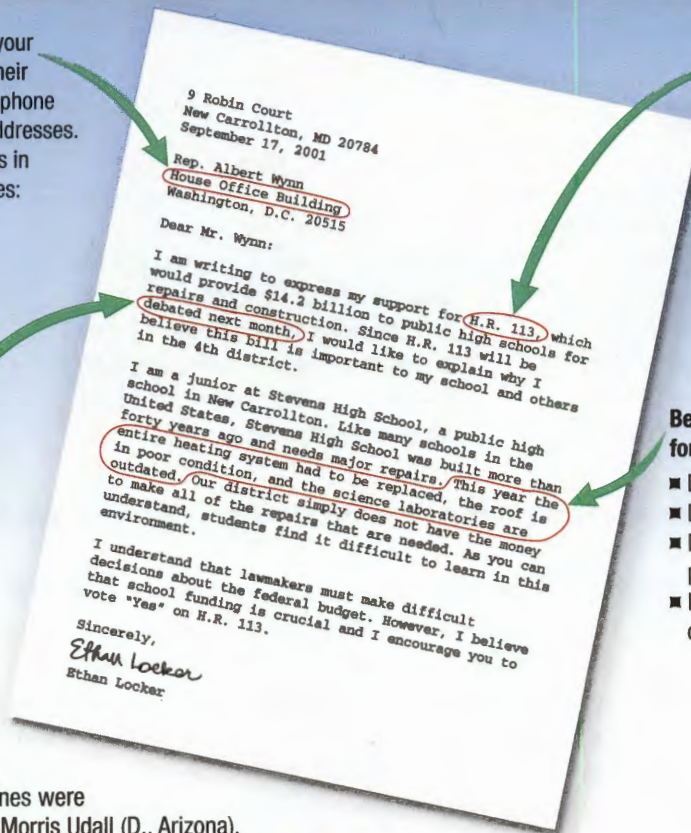 your
heir
phone
ddresses.
s in
es:
9 Robin Court
New Carrollton, MD 20784
September 17, 2001
Rep. Albert Wynn
House Office Building
Washington, D.C. 20515
Dear Mr. Wynn:
I am writing to express my support for H.R. 113, which
would provide $14.2 billion to public high schools for
repairs and construction. Since H.R. 113 will be
debated next month, I would like to explain why I
believe this bill is important to my school and others
in the 4th district.
I am a junior at Stevens High School, a public high
school in New Carrollton. Like many schools in the
United States, Stevens High School was built more than
forty years ago and needs major repairs. This year the
entire heating system had to be replaced, the roof is
in poor condition, and the science laboratories are
outdated. Our district simply does not have the money
to make all of the repairs that are needed. As you can
understand, students find it difficult to learn in this
environment.
I understand that lawmakers must make difficult
decisions about the federal budget. However, I believe
that school funding is crucial and I encourage you to
vote "Yes" on H.R. 113.
Sincerely,
Ethan Locker
Ethan Locker
Be
for
nes were
Morris Udall (D., Arizona).